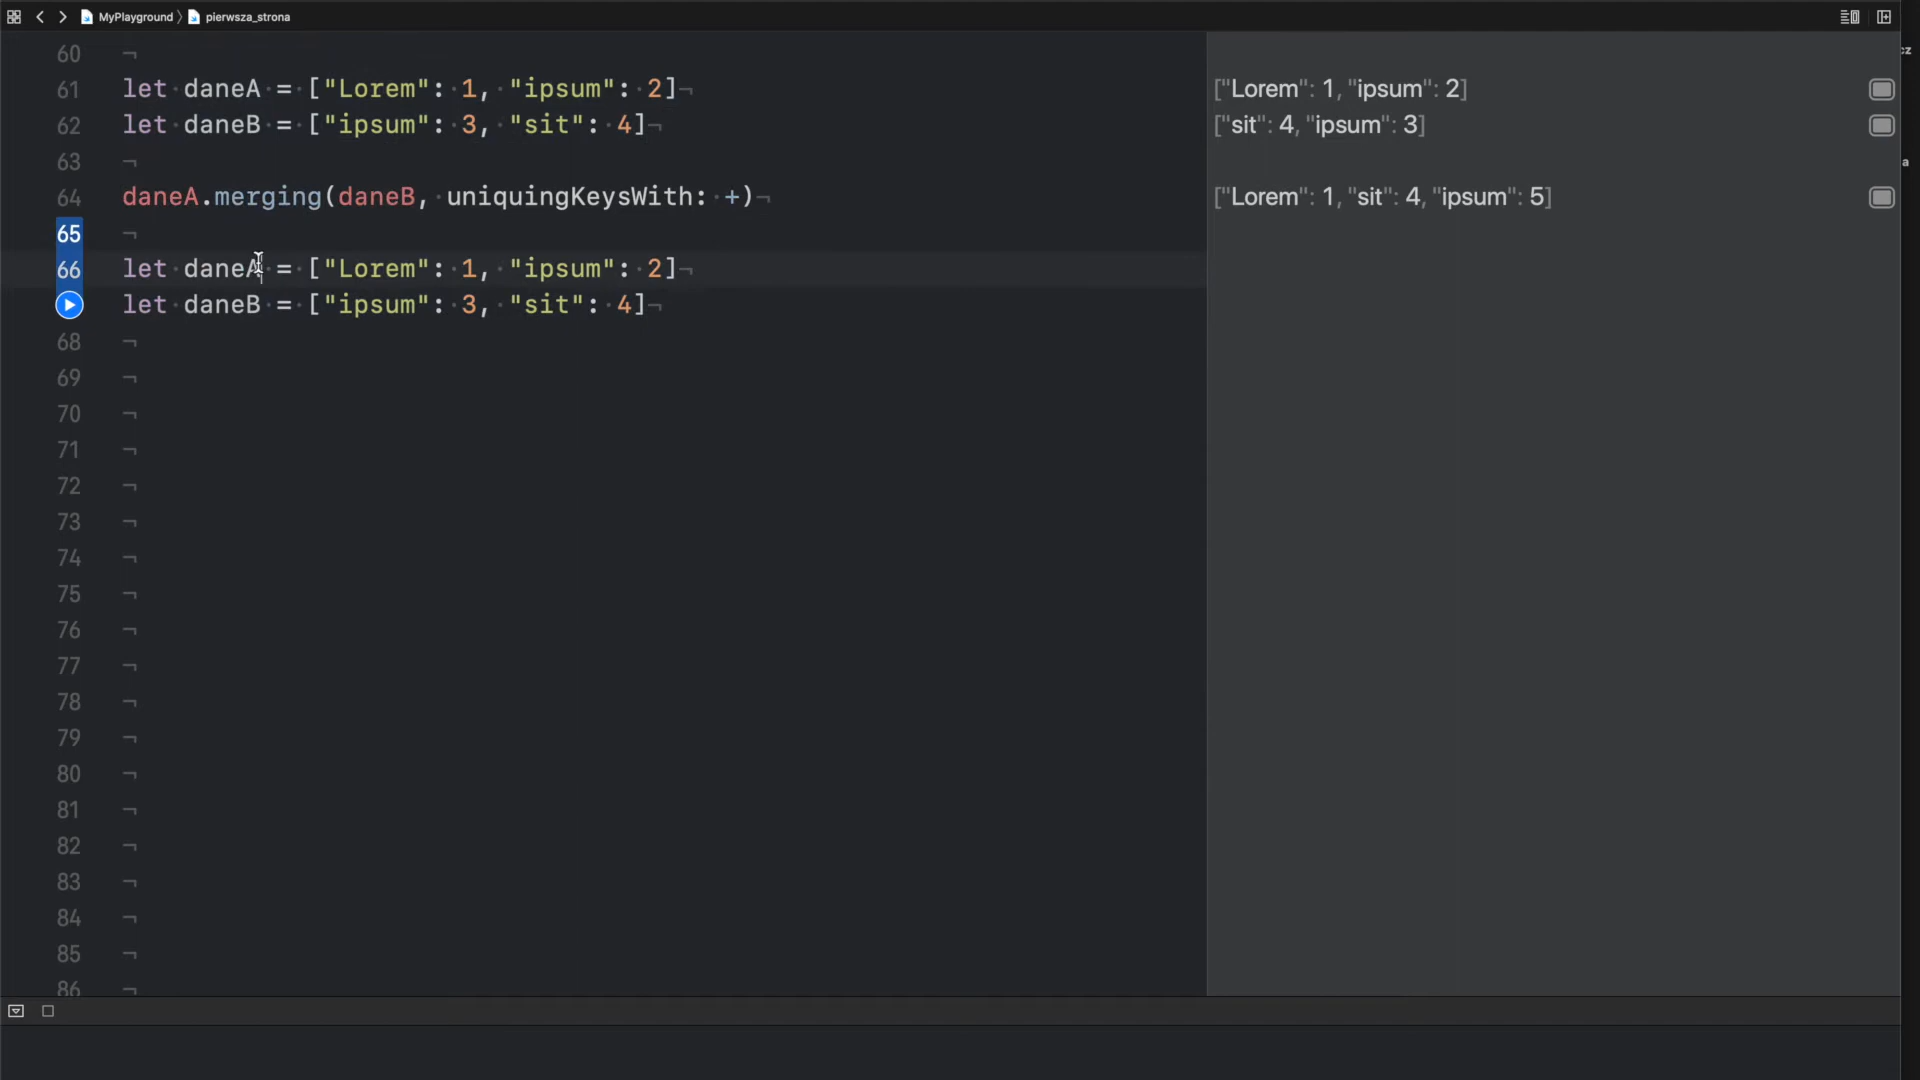 MyPlayground 〉 pierwsza_strona
60
61 let daneA = ["Lorem": 1, "ipsum": 2]
["Lorem": 1, "ipsum": 2]
62 let daneB = ["ipsum": 3, "sit": 4]
["sit": 4, "ipsum": 3]
63
64 daneA.merging(daneB, uniquingKeysWith: +)
["Lorem": 1, "sit": 4, "ipsum": 5]
65
66 let daneA = ["Lorem": 1, "ipsum": 2]
let daneB = ["ipsum": 3, "sit": 4]
68
69
70
71
72
73
74
75
76
77
78
79
80
81
82
83
84
85
86
cz
a